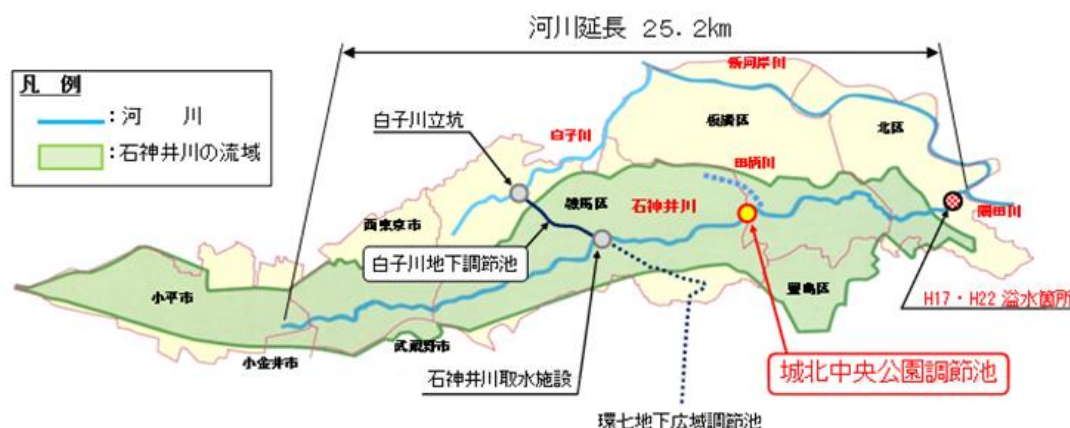 河川延長 25.2km
凡 例
：河 川
：石神井川の流域
新河岸川
白子川立坑
白子川
板橋区
北区
田柄川
練馬区
石神井川
隅田川
西東京市
白子川地下調節池
小平市
豊島区
H17・H22 溢水箇所
武蔵野市
小金井市
城北中央公園調節池
石神井川取水施設
環七地下広域調節池